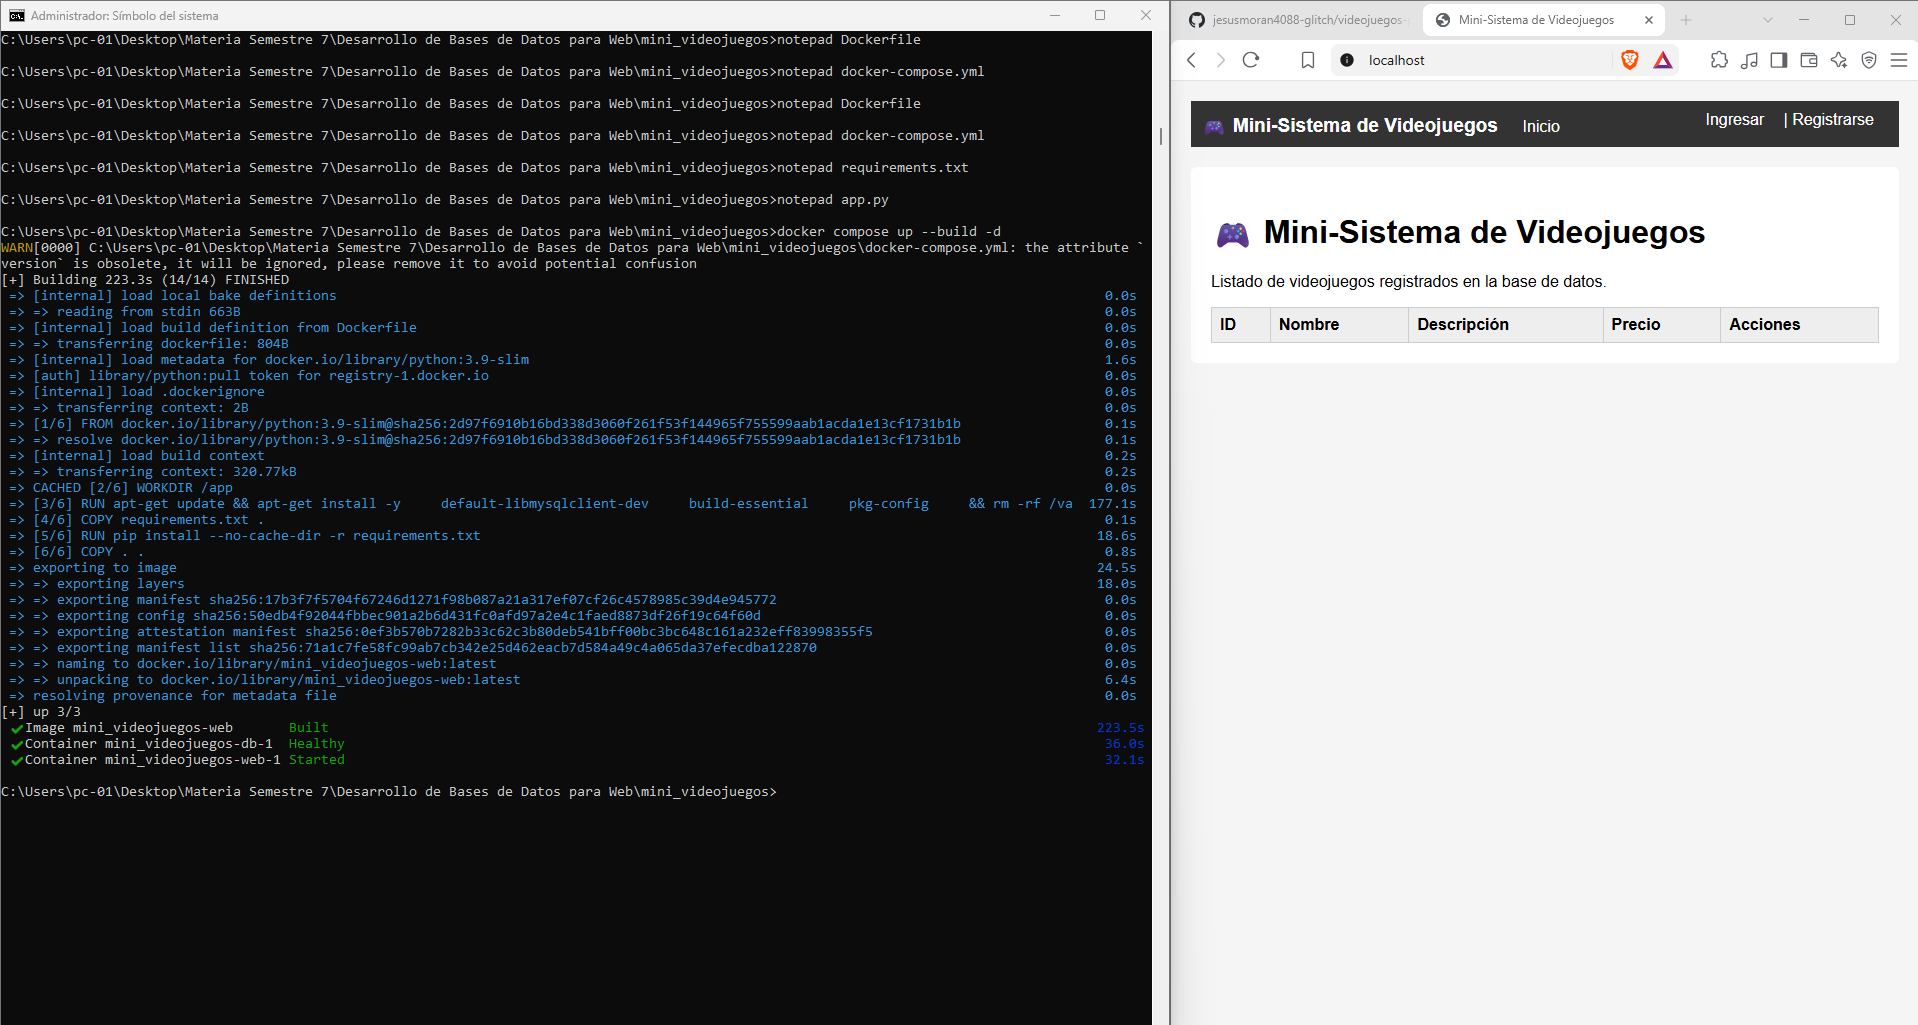 Administrador: Símbolo del sistema
C:\Users\pc-01\Desktop\Materia Semestre 7\Desarrollo de Bases de Datos para Web\mini_videojuegos>notepad Dockerfile
C:\Users\pc-01\Desktop\Materia Semestre 7\Desarrollo de Bases de Datos para Web\mini_videojuegos>notepad docker-compose.yml
C:\Users\pc-01\Desktop\Materia Semestre 7\Desarrollo de Bases de Datos para Web\mini_videojuegos>notepad Dockerfile
C:\Users\pc-01\Desktop\Materia Semestre 7\Desarrollo de Bases de Datos para Web\mini_videojuegos>notepad docker-compose.yml
C:\Users\pc-01\Desktop\Materia Semestre 7\Desarrollo de Bases de Datos para Web\mini_videojuegos>notepad requirements.txt
C:\Users\pc-01\Desktop\Materia Semestre 7\Desarrollo de Bases de Datos para Web\mini_videojuegos>notepad app.py
C:\Users\pc-01\Desktop\Materia Semestre 7\Desarrollo de Bases de Datos para Web\mini_videojuegos>docker compose up --build -d
WARN[0000] C:\Users\pc-01\Desktop\Materia Semestre 7\Desarrollo de Bases de Datos para Web\mini_videojuegos\docker-compose.yml: the attribute `
version` is obsolete, it will be ignored, please remove it to avoid potential confusion
[+] Building 223.3s (14/14) FINISHED
=> [internal] load local bake definitions 0.0s
=> => reading from stdin 663B 0.0s
=> [internal] load build definition from Dockerfile 0.0s
=> => transferring dockerfile: 804B 0.0s
=> [internal] load metadata for docker.io/library/python:3.9-slim 1.6s
=> [auth] library/python:pull token for registry-1.docker.io 0.0s
=> [internal] load .dockerignore 0.0s
=> => transferring context: 2B 0.0s
=> [1/6] FROM docker.io/library/python:3.9-slim@sha256:2d97f6910b16bd338d3060f261f53f144965f755599aab1acda1e13cf1731b1b 0.1s
=> => resolve docker.io/library/python:3.9-slim@sha256:2d97f6910b16bd338d3060f261f53f144965f755599aab1acda1e13cf1731b1b 0.1s
=> [internal] load build context 0.2s
=> => transferring context: 320.77kB 0.2s
=> CACHED [2/6] WORKDIR /app 0.0s
=> [3/6] RUN apt-get update && apt-get install -y     default-libmysqlclient-dev     build-essential     pkg-config     && rm -rf /va 177.1s
=> [4/6] COPY requirements.txt . 0.1s
=> [5/6] RUN pip install --no-cache-dir -r requirements.txt 18.6s
=> [6/6] COPY . . 0.8s
=> exporting to image 24.5s
=> => exporting layers 18.0s
=> => exporting manifest sha256:17b3f7f5704f67246d1271f98b087a21a317ef07cf26c4578985c39d4e945772 0.0s
=> => exporting config sha256:50edb4f92044fbbec901a2b6d431fc0afd97a2e4c1faed8873df26f19c64f60d 0.0s
=> => exporting attestation manifest sha256:0ef3b570b7282b33c62c3b80deb541bff00bc3bc648c161a232eff83998355f5 0.0s
=> => exporting manifest list sha256:71a1c7fe58fc99ab7cb342e25d462eacb7d584a49c4a065da37efecdba122870 0.0s
=> => naming to docker.io/library/mini_videojuegos-web:latest 0.0s
=> => unpacking to docker.io/library/mini_videojuegos-web:latest 6.4s
=> resolving provenance for metadata file 0.0s
[+] up 3/3
✔Image mini_videojuegos-web Built 223.5s
✔Container mini_videojuegos-db-1 Healthy 36.0s
✔Container mini_videojuegos-web-1 Started 32.1s
C:\Users\pc-01\Desktop\Materia Semestre 7\Desarrollo de Bases de Datos para Web\mini_videojuegos>
jesusmoran4088-glitch/videojuegos-
Mini-Sistema de Videojuegos
localhost
Mini-Sistema de Videojuegos Inicio Ingresar | Registrarse
Mini-Sistema de Videojuegos
Listado de videojuegos registrados en la base de datos.
ID Nombre Descripción Precio Acciones